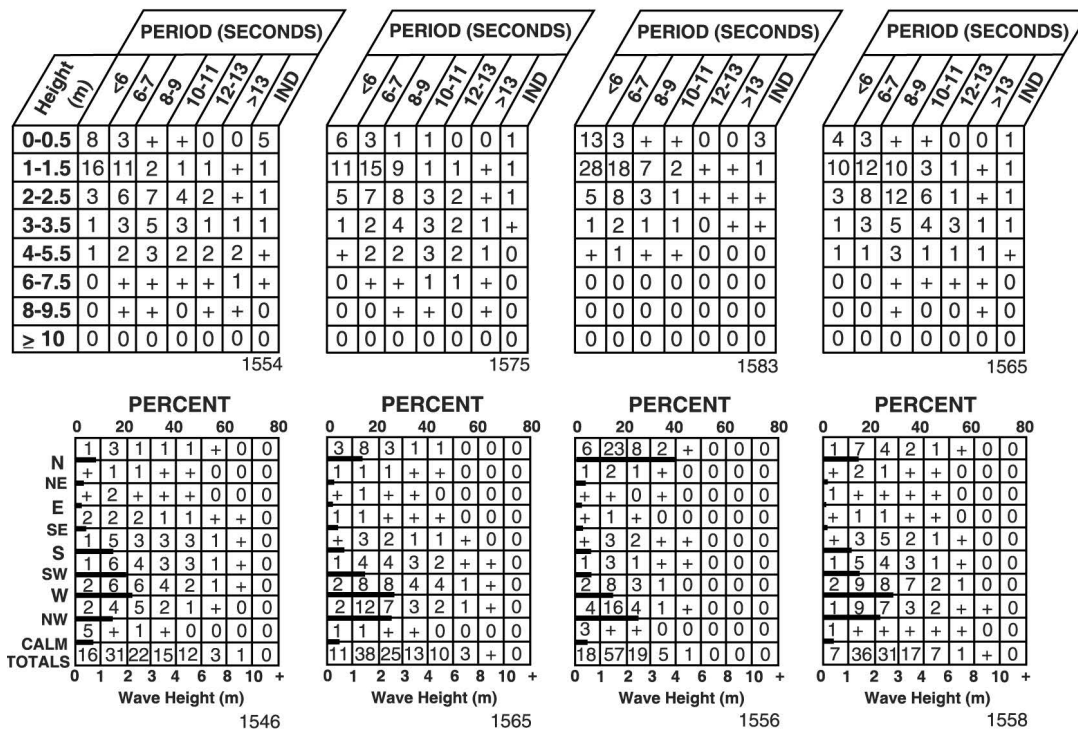 PERIOD (SECONDS) PERIOD (SECONDS) PERIOD (SECONDS) PERIOD (SECONDS)
Height (m) <6 6-7 8-9 10-11 12-13 >13 IND <6 6-7 8-9 10-11 12-13 >13 IND <6 6-7 8-9 10-11 12-13 >13 IND <6 6-7 8-9 10-11 12-13 >13 IND
0-0.5 8 3 + + 0 0 5 6 3 1 1 0 0 1 13 3 + + 0 0 3 4 3 + + 0 0 1
1-1.5 16 11 2 1 1 + 1 11 15 9 1 1 + 1 28 18 7 2 + + 1 10 12 10 3 1 + 1
2-2.5 3 6 7 4 2 + 1 5 7 8 3 2 + 1 5 8 3 1 + + + 3 8 12 6 1 + 1
3-3.5 1 3 5 3 1 1 1 1 2 4 3 2 1 + 1 2 1 1 0 + + 1 3 5 4 3 1 1
4-5.5 1 2 3 2 2 2 + + 2 2 3 2 1 0 + 1 + + 0 0 0 1 1 3 1 1 1 +
6-7.5 0 + + + + 1 + 0 + + 1 1 + 0 0 0 0 0 0 0 0 0 0 + + + + 0
8-9.5 0 + + 0 + + 0 0 0 + + 0 + 0 0 0 0 0 0 0 0 0 0 + 0 0 + 0
≥ 10 0 0 0 0 0 0 0 0 0 0 0 0 0 0 0 0 0 0 0 0 0 0 0 0 0 0 0 0
1554 1575 1583 1565
PERCENT PERCENT PERCENT PERCENT
0 20 40 60 80 0 20 40 60 80 0 20 40 60 80 0 20 40 60 80
N 1 3 1 1 1 + 0 0 3 8 3 1 1 0 0 0 6 23 8 2 + 0 0 0 1 7 4 2 1 + 0 0
NE + 1 1 + + 0 0 0 1 1 1 + 0 0 0 0 1 2 1 + 0 0 0 0 + 2 1 + + 0 0 0
E + 2 + + + 0 0 0 + 1 + + 0 0 0 0 + + 0 + 0 0 0 0 1 + + + + 0 0 0
SE 2 2 2 1 1 + + 0 1 1 + + + 0 0 0 + 1 + 0 0 0 0 0 + 1 + + 0 0 0 0
S 1 5 3 3 3 1 + 0 + 3 2 1 1 + 0 0 + 3 2 + + 0 0 0 + 3 5 2 1 + 0 0
SW 1 6 4 3 3 1 + 0 1 4 4 3 2 + + 0 1 3 1 + 0 0 0 0 1 5 4 3 1 + 0 0
W 2 6 6 4 2 1 + 0 2 8 8 4 4 1 + 0 2 8 3 1 0 0 0 0 2 9 8 7 2 1 0 0
NW 2 4 5 2 1 + 0 0 2 12 7 3 2 1 + 0 4 16 4 1 + 0 0 0 1 9 7 3 2 + + 0
CALM 5 + 1 + 0 0 0 0 1 1 + + 0 0 0 0 3 + + 0 0 0 0 0 1 + + + + + 0 0
TOTALS 16 31 22 15 12 3 1 0 11 38 25 13 10 3 + 0 18 57 19 5 1 0 0 0 7 36 31 17 7 1 + 0
0 1 2 4 6 8 10 + 0 1 2 4 6 8 10 + 0 1 2 4 6 8 10 + 0 1 2 4 6 8 10 +
Wave Height (m) Wave Height (m) Wave Height (m) Wave Height (m)
1546 1565 1556 1558